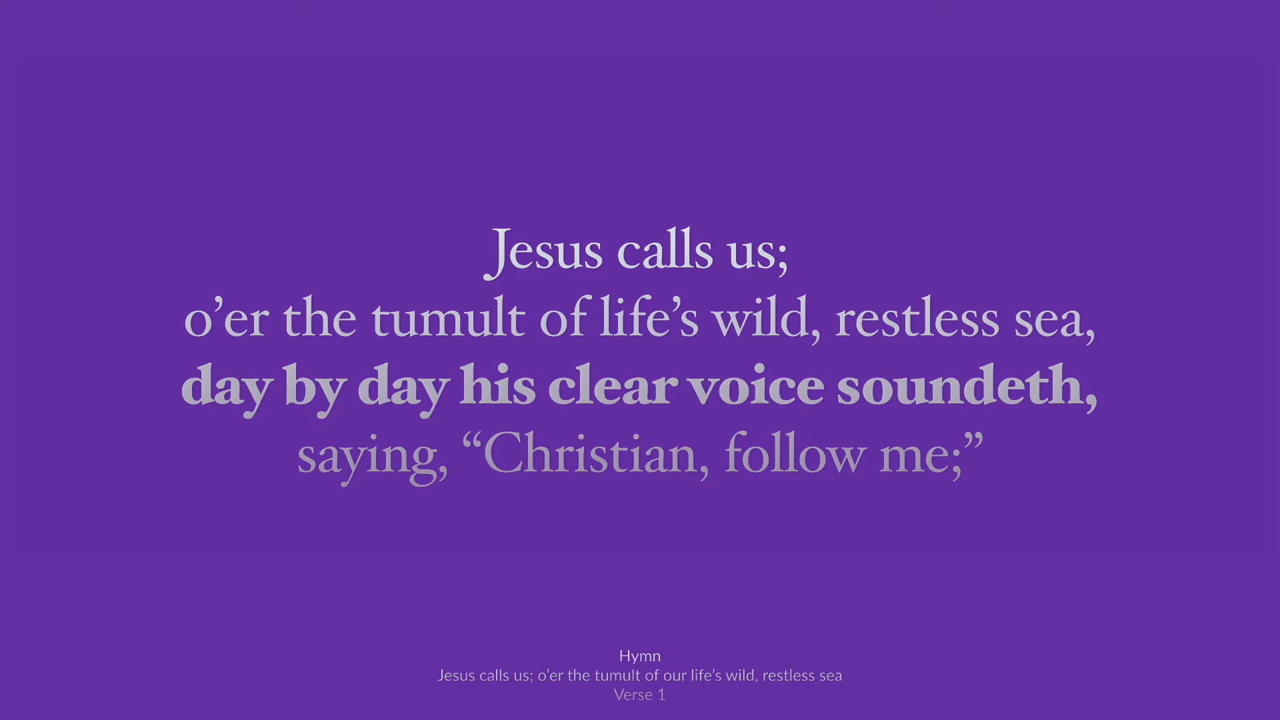 Jesus calls us;
o’er the tumult of life’s wild, restless sea,
day by day his clear voice soundeth,
saying, “Christian, follow me;”
Hymn
Jesus calls us; o’er the tumult of our life’s wild, restless sea
Verse 1